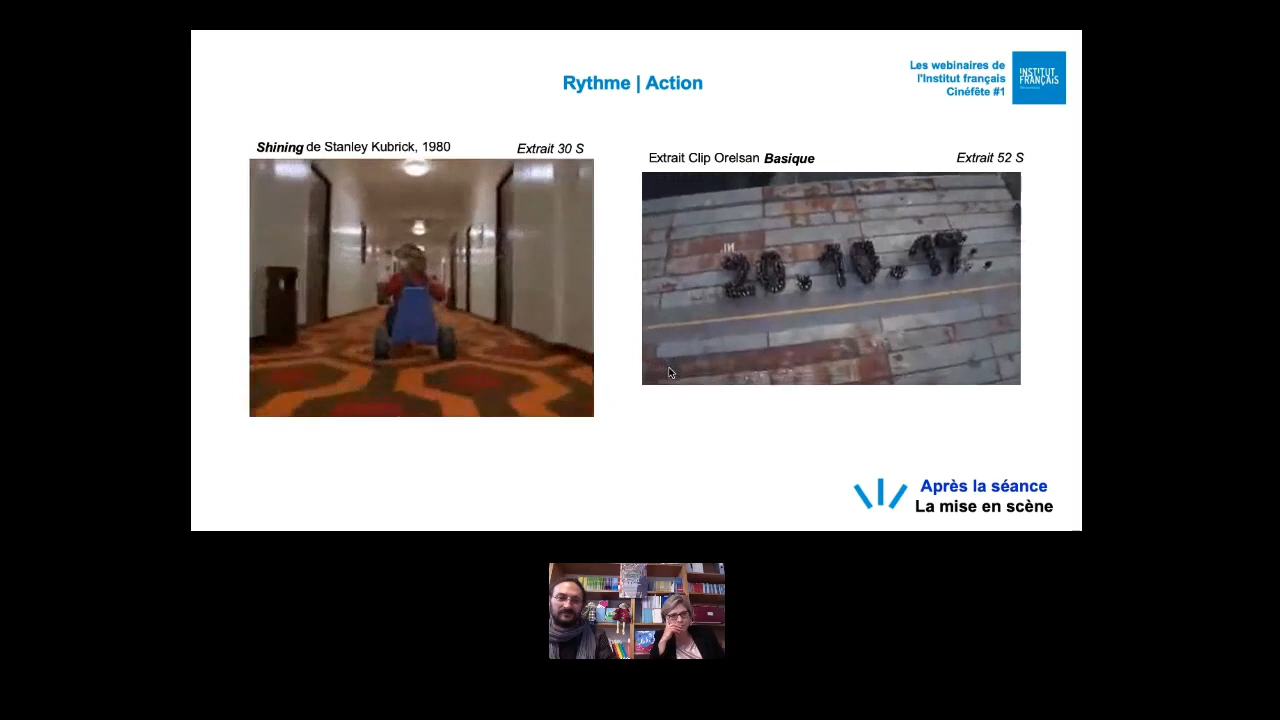 Les webinaires de
l'Institut français
Cinéfête #1
INSTITUT
FRANÇAIS
Rythme | Action
Shining de Stanley Kubrick, 1980
Extrait 30 S
Extrait Clip Orelsan Basique
Extrait 52 S
20.10.17.
Après la séance
La mise en scène